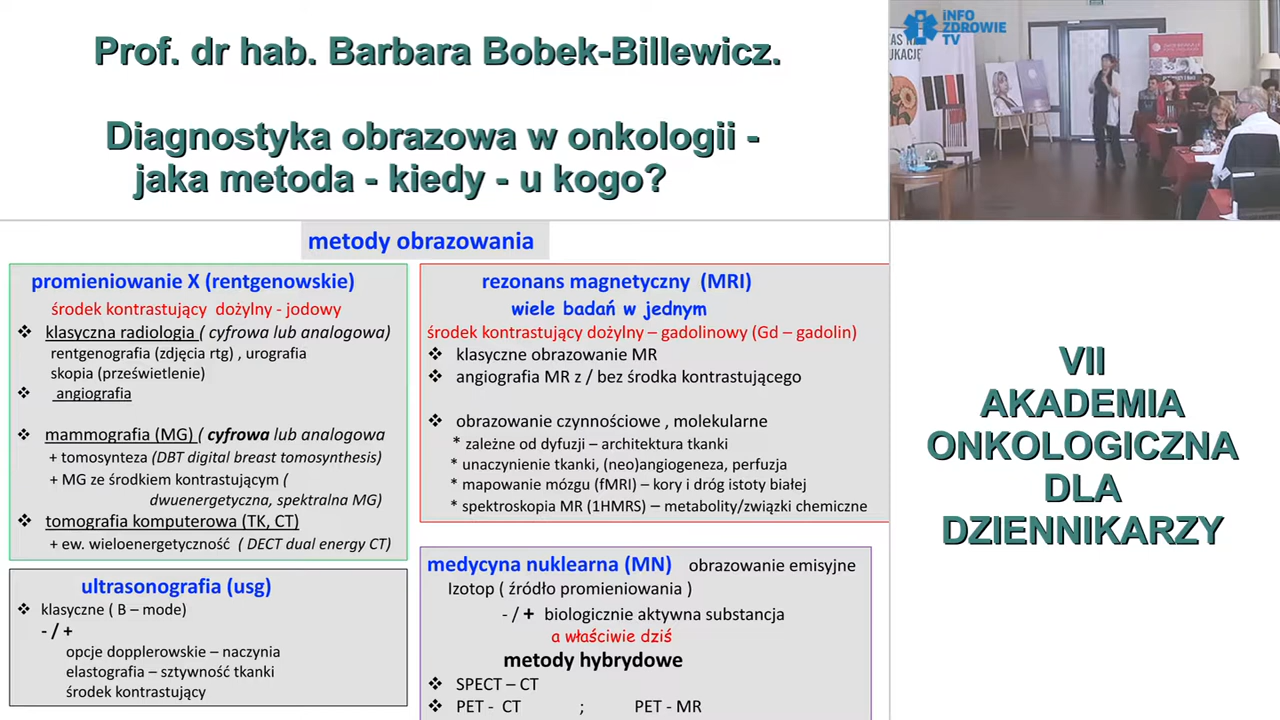 Prof. dr hab. Barbara Bobek-Billewicz.
Diagnostyka obrazowa w onkologii -
jaka metoda - kiedy - u kogo?
iNFO
ZDROWIE
TV
metody obrazowania
promieniowanie X (rentgenowskie)
środek kontrastujący dożylny - jodowy
❖ klasyczna radiologia ( cyfrowa lub analogowa)
rentgenografia (zdjęcia rtg) , urografia
skopia (prześwietlenie)
❖ angiografia
❖ mammografia (MG) ( cyfrowa lub analogowa
+ tomosynteza (DBT digital breast tomosynthesis)
+ MG ze środkiem kontrastującym (
dwuenergetyczna, spektralna MG)
❖ tomografia komputerowa (TK, CT)
+ ew. wieloenergetyczność ( DECT dual energy CT)
ultrasonografia (usg)
❖ klasyczne ( B – mode)
- / +
opcje dopplerowskie – naczynia
elastografia – sztywność tkanki
środek kontrastujący
rezonans magnetyczny (MRI)
wiele badań w jednym
środek kontrastujący dożylny – gadolinowy (Gd – gadolin)
❖ klasyczne obrazowanie MR
❖ angiografia MR z / bez środka kontrastującego
❖ obrazowanie czynnościowe , molekularne
* zależne od dyfuzji – architektura tkanki
* unaczynienie tkanki, (neo)angiogeneza, perfuzja
* mapowanie mózgu (fMRI) – kory i dróg istoty białej
* spektroskopia MR (1HMRS) – metabolity/związki chemiczne
medycyna nuklearna (MN) obrazowanie emisyjne
Izotop ( źródło promieniowania )
- / + biologicznie aktywna substancja
a właściwie dziś
metody hybrydowe
❖ SPECT – CT
❖ PET - CT ; PET - MR
VII
AKADEMIA
ONKOLOGICZNA
DLA
DZIENNIKARZY